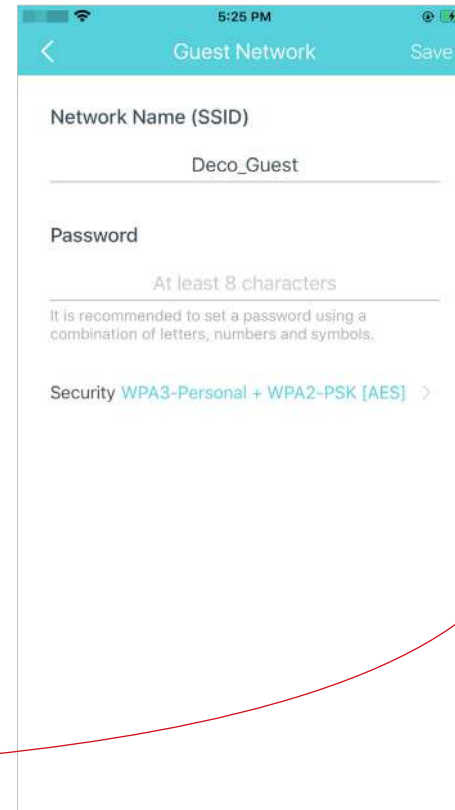 5:25 PM
Guest Network Save
Network Name (SSID)
Deco_Guest
Password
At least 8 characters
It is recommended to set a password using a
combination of letters, numbers and symbols.
Security WPA3-Personal + WPA2-PSK [AES]